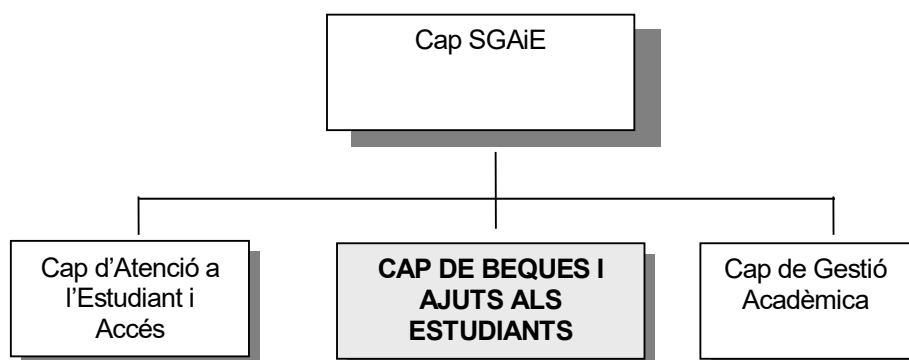 Cap SGAiE
Cap d’Atenció a
l’Estudiant i
Accés
CAP DE BEQUES I
AJUTS ALS
ESTUDIANTS
Cap de Gestió
Acadèmica